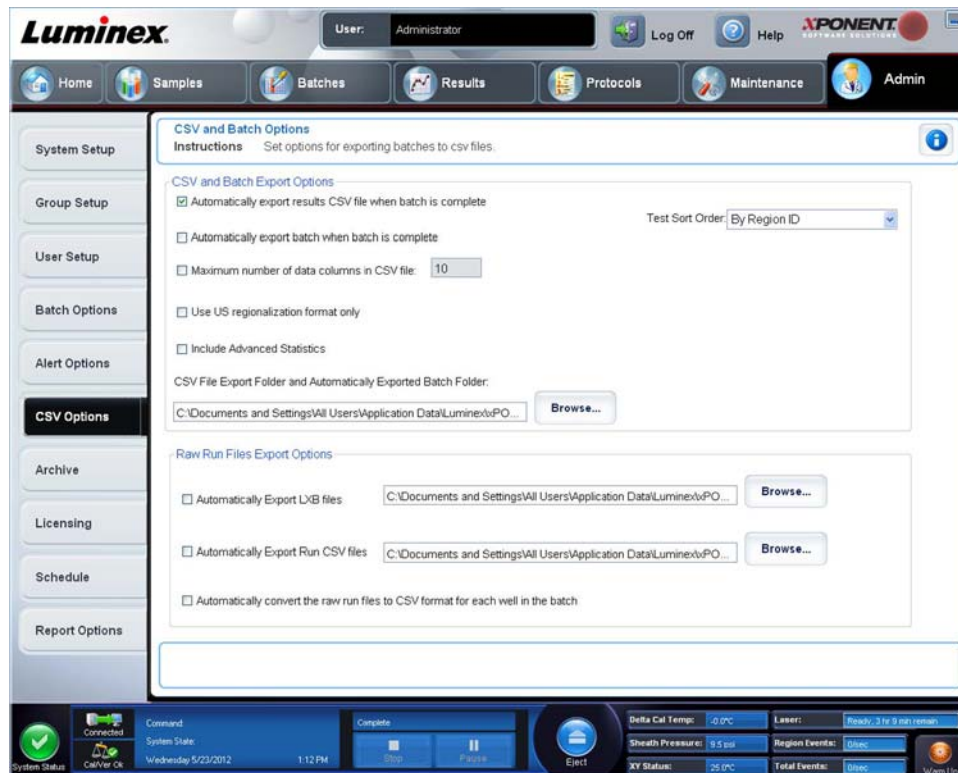 Luminex.
User: Administrator
Log Off
Help
XPONENT.
SOFTWARE SOLUTIONS
Home
Samples
Batches
Results
Protocols
Maintenance
Admin
System Setup
Group Setup
User Setup
Batch Options
Alert Options
CSV Options
Archive
Licensing
Schedule
Report Options
CSV and Batch Options
Instructions Set options for exporting batches to csv files.
CSV and Batch Export Options
Automatically export results CSV file when batch is complete
Test Sort Order: By Region ID
Automatically export batch when batch is complete
Maximum number of data columns in CSV file: 10
Use US regionalization format only
Include Advanced Statistics
CSV File Export Folder and Automatically Exported Batch Folder:
C:\Documents and Settings\All Users\Application Data\Luminex\xPO... Browse...
Raw Run Files Export Options
Automatically Export LXB files C:\Documents and Settings\All Users\Application Data\Luminex\xPO... Browse...
Automatically Export Run CSV files C:\Documents and Settings\All Users\Application Data\Luminex\xPO... Browse...
Automatically convert the raw run files to CSV format for each well in the batch
System Status
Connected
Cal/Ver Ok
Command:
System State:
Wednesday 5/23/2012 1:12 PM
Complete
Stop
Pause
Eject
Delta Cal Temp: -0.0°C Laser: Ready, 3 hr 9 min remain
Sheath Pressure: 9.5 psi Region Events: 0/sec
XY Status: 25.0°C Total Events: 0/sec
Warm Up